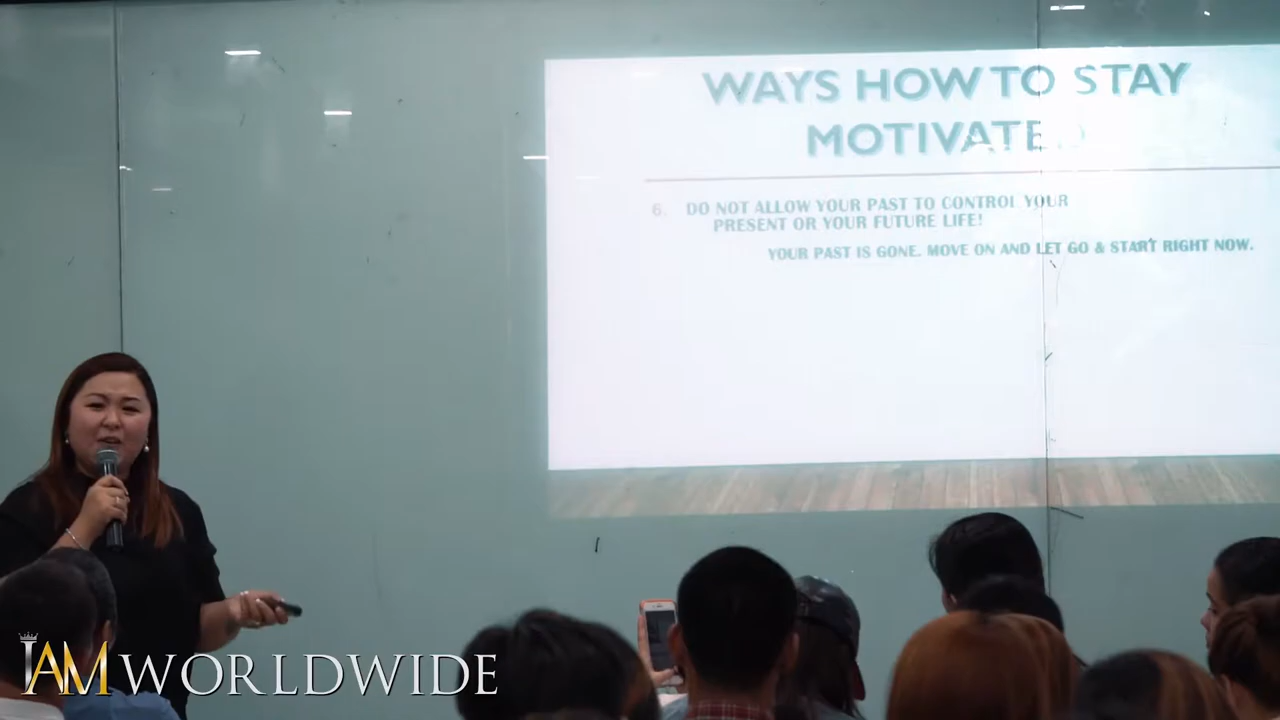 WAYS HOW TO STAY
MOTIVATED
6. DO NOT ALLOW YOUR PAST TO CONTROL YOUR
PRESENT OR YOUR FUTURE LIFE!
YOUR PAST IS GONE. MOVE ON AND LET GO & START RIGHT NOW.
IAM WORLDWIDE